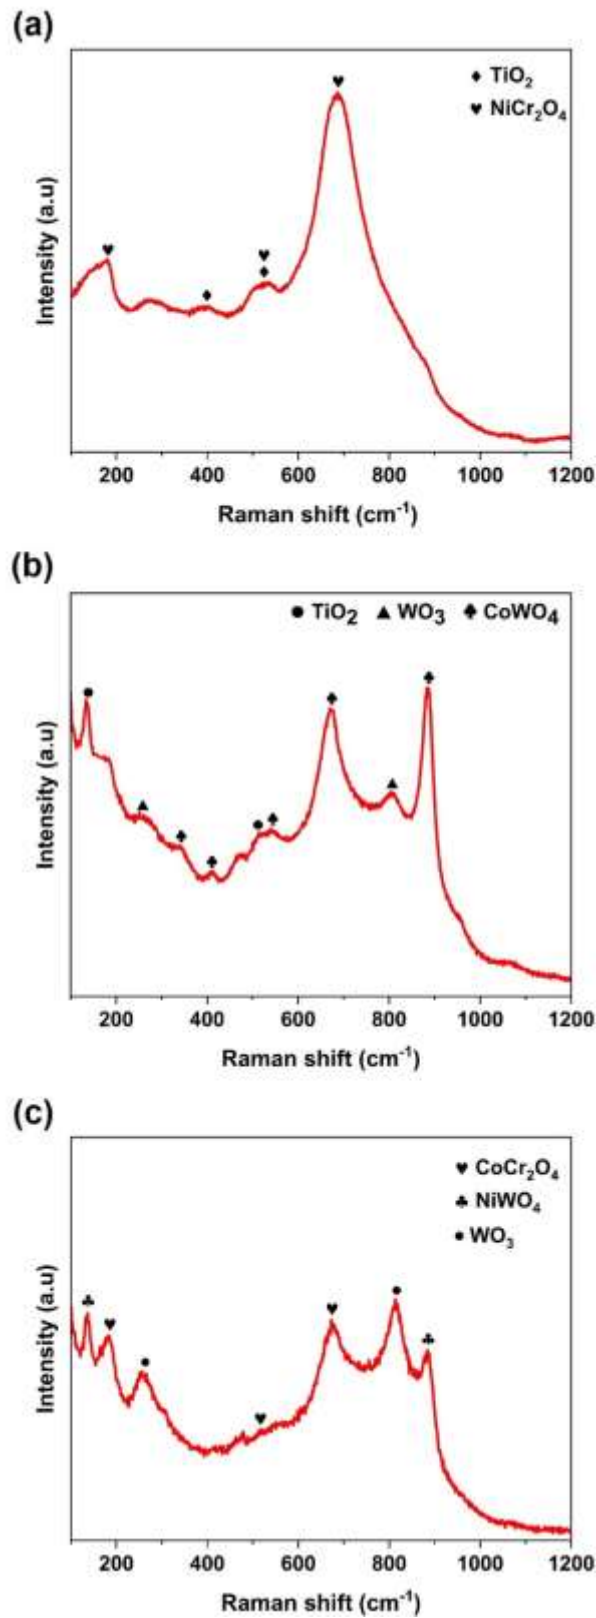 (a)
♦ TiO₂
♥ NiCr₂O₄
Intensity (a.u)
200 400 600 800 1000 1200
Raman shift (cm⁻¹)
(b)
● TiO₂ ▲ WO₃ ♠ CoWO₄
Intensity (a.u)
200 400 600 800 1000 1200
Raman shift (cm⁻¹)
(c)
♥ CoCr₂O₄
♣ NiWO₄
● WO₃
Intensity (a.u)
200 400 600 800 1000 1200
Raman shift (cm⁻¹)